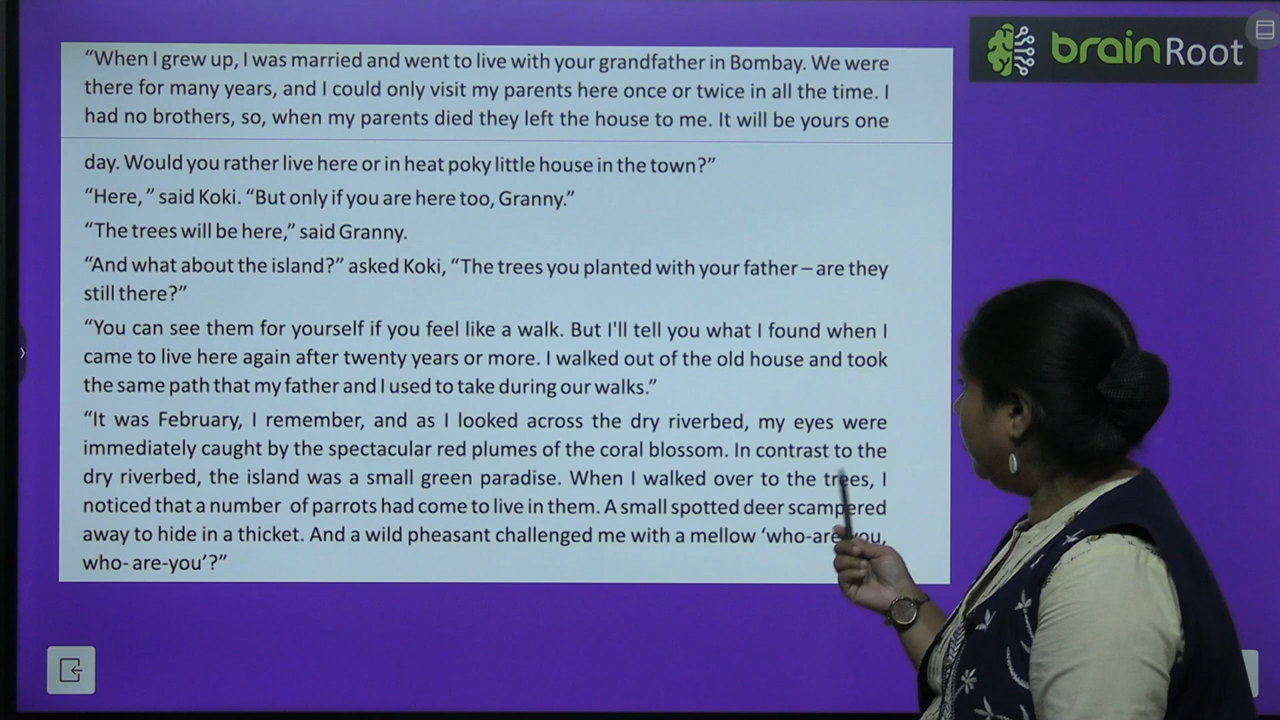 brainRoot
“When I grew up, I was married and went to live with your grandfather in Bombay. We were
there for many years, and I could only visit my parents here once or twice in all the time. I
had no brothers, so, when my parents died they left the house to me. It will be yours one
day. Would you rather live here or in heat poky little house in the town?”
“Here, ” said Koki. “But only if you are here too, Granny.”
“The trees will be here,” said Granny.
“And what about the island?” asked Koki, “The trees you planted with your father – are they
still there?”
“You can see them for yourself if you feel like a walk. But I'll tell you what I found when I
came to live here again after twenty years or more. I walked out of the old house and took
the same path that my father and I used to take during our walks.”
“It was February, I remember, and as I looked across the dry riverbed, my eyes were
immediately caught by the spectacular red plumes of the coral blossom. In contrast to the
dry riverbed, the island was a small green paradise. When I walked over to the trees, I
noticed that a number of parrots had come to live in them. A small spotted deer scampered
away to hide in a thicket. And a wild pheasant challenged me with a mellow ‘who-are-you,
who- are-you’?”